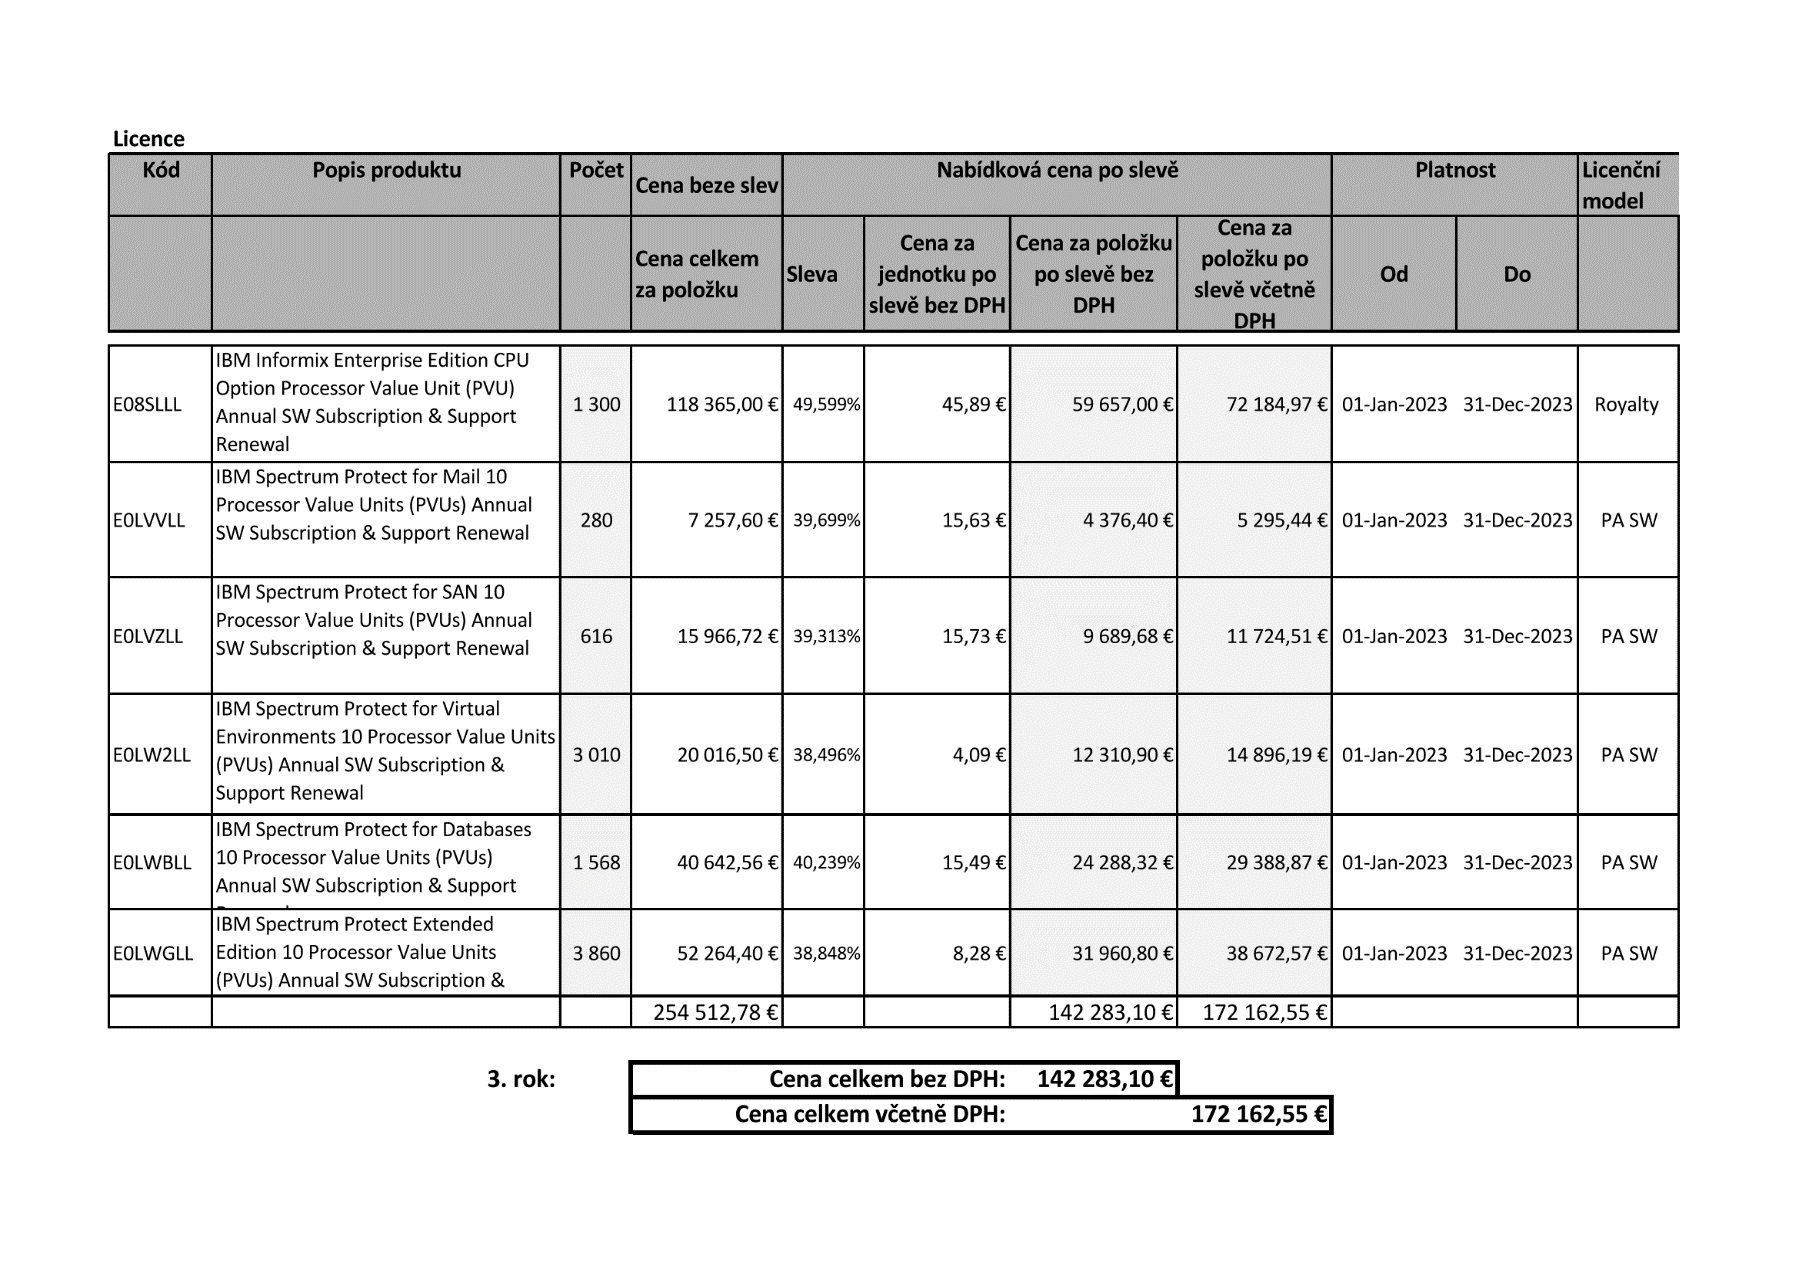 Licence
Kód Popis produktu Počet Cena beze slev Nabídková cena po slevě Platnost Licenční model
Cena celkem za položku Sleva Cena za jednotku po slevě bez DPH Cena za položku po slevě bez DPH Cena za položku po slevě včetně DPH Od Do
IBM Informix Enterprise Edition CPU
Option Processor Value Unit (PVU)
Annual SW Subscription & Support
Renewal
E08SLLL 1 300 118 365,00 € 49,599% 45,89 € 59 657,00 € 72 184,97 € 01-Jan-2023 31-Dec-2023 Royalty
IBM Spectrum Protect for Mail 10
Processor Value Units (PVUs) Annual
SW Subscription & Support Renewal
E0LVVLL 280 7 257,60 € 39,699% 15,63 € 4 376,40 € 5 295,44 € 01-Jan-2023 31-Dec-2023 PA SW
IBM Spectrum Protect for SAN 10
Processor Value Units (PVUs) Annual
SW Subscription & Support Renewal
E0LVZLL 616 15 966,72 € 39,313% 15,73 € 9 689,68 € 11 724,51 € 01-Jan-2023 31-Dec-2023 PA SW
IBM Spectrum Protect for Virtual
Environments 10 Processor Value Units
(PVUs) Annual SW Subscription &
Support Renewal
E0LW2LL 3 010 20 016,50 € 38,496% 4,09 € 12 310,90 € 14 896,19 € 01-Jan-2023 31-Dec-2023 PA SW
IBM Spectrum Protect for Databases
10 Processor Value Units (PVUs)
Annual SW Subscription & Support
E0LWBLL 1 568 40 642,56 € 40,239% 15,49 € 24 288,32 € 29 388,87 € 01-Jan-2023 31-Dec-2023 PA SW
IBM Spectrum Protect Extended
Edition 10 Processor Value Units
(PVUs) Annual SW Subscription &
E0LWGLL 3 860 52 264,40 € 38,848% 8,28 € 31 960,80 € 38 672,57 € 01-Jan-2023 31-Dec-2023 PA SW
254 512,78 € 142 283,10 € 172 162,55 €
3. rok: Cena celkem bez DPH: 142 283,10 €
Cena celkem včetně DPH: 172 162,55 €